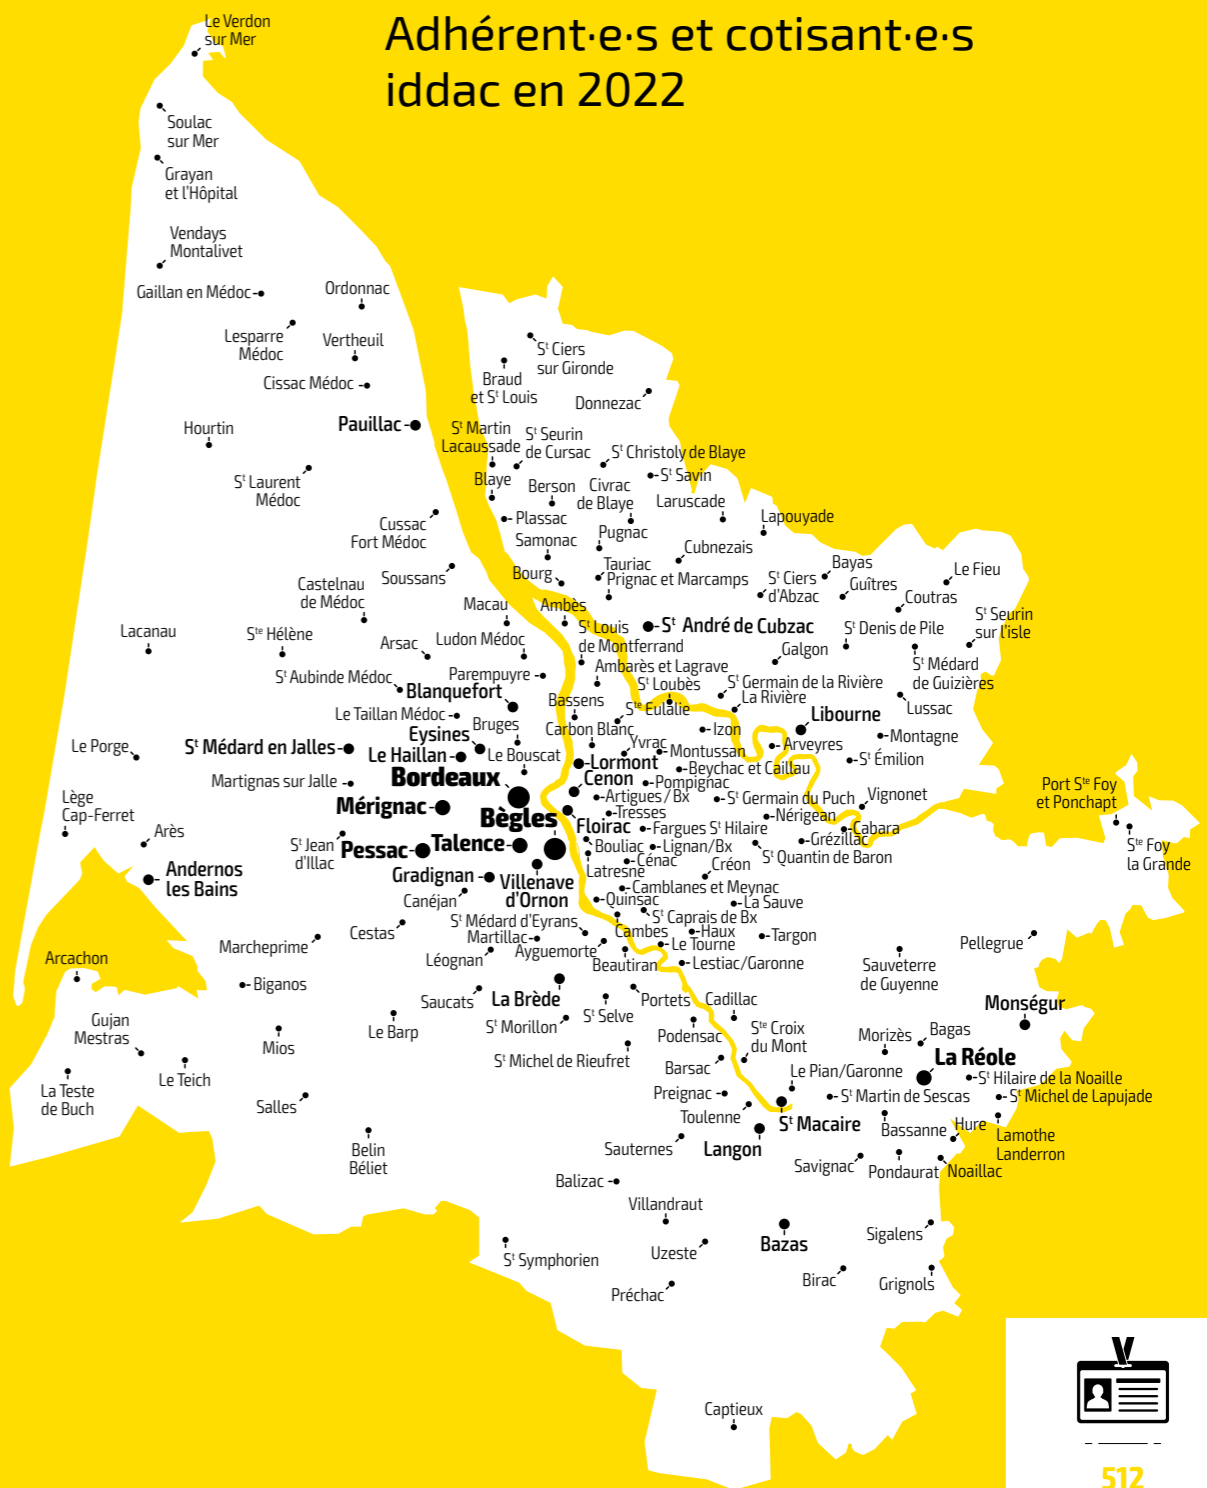 Adhérent·e·s et cotisant·e·s
iddac en 2022
Le Verdon
sur Mer
Soulac
sur Mer
Grayan
et l'Hôpital
Vendays
Montalivet
Gaillan en Médoc
Ordonnac
Lesparre
Médoc
Vertheuil
Cissac Médoc
St Ciers
sur Gironde
Braud
et St Louis
Donnezac
Hourtin
Pauillac
St Martin
Lacaussade
St Seurin
de Cursac
St Christoly de Blaye
St Savin
St Laurent
Médoc
Blaye
Berson
Civrac
de Blaye
Laruscade
Lapouyade
Plassac
Cussac
Fort Médoc
Samonac
Pugnac
Cubnezais
Soussans
Bourg
Tauriac
Prignac et Marcamps
St Ciers
d'Abzac
Bayas
Guîtres
Le Fieu
Coutras
Castelnau
de Médoc
Macau
Ambès
St Seurin
sur l'isle
Lacanau
Ste Hélène
Arsac
Ludon Médoc
St Louis
de Montferrand
St André de Cubzac
Galgon
St Denis de Pile
St Médard
de Guizières
St Aubinde Médoc
Parempuyre
Ambarès et Lagrave
St Loubès
St Germain de la Rivière
La Rivière
Lussac
Blanquefort
Le Taillan Médoc
Bruges
Bassens
Ste Eulalie
Carbon Blanc
Izon
Libourne
Montagne
Le Porge
St Médard en Jalles
Eysines
Le Haillan
Le Bouscat
Yvrac
Montussan
Arveyres
St Émilion
Lormont
Beychac et Caillau
Martignas sur Jalle
Bordeaux
Cenon
Pompignac
Port Ste Foy
et Ponchapt
Lège
Cap-Ferret
Mérignac
Artigues / Bx
St Germain du Puch
Vignonet
Tresses
Nérigean
Arès
Bègles
Floirac
Fargues St Hilaire
Cabara
Grézillac
St Jean
d'Illac
Pessac
Talence
Bouliac
Lignan/Bx
St Quantin de Baron
Ste Foy
la Grande
Cénac
Latresne
Créon
Andernos
les Bains
Gradignan
Villenave
d'Ornon
Camblanes et Meynac
Canéjan
Quinsac
La Sauve
St Caprais de Bx
Cestas
St Médard d'Eyrans
Cambes
Haux
Targon
Marcheprime
Martillac
Le Tourne
Pellegrue
Léognan
Ayguemorte
Beautiran
Lestiac/Garonne
Sauveterre
de Guyenne
Arcachon
Biganos
Saucats
La Brède
Portets
Cadillac
Monségur
Gujan
Mestras
Mios
Le Barp
St Morillon
St Selve
Podensac
Ste Croix
du Mont
Morizès
Bagas
St Michel de Rieufret
Barsac
Le Pian/Garonne
La Réole
St Hilaire de la Noaille
La Teste
de Buch
Le Teich
Salles
Preignac
St Martin de Sescas
St Michel de Lapujade
Toulenne
St Macaire
Bassanne
Hure
Lamothe
Landerron
Belin
Béliet
Sauternes
Langon
Savignac
Pondaurat
Noaillac
Balizac
Villandraut
Bazas
Sigalens
St Symphorien
Uzeste
Birac
Grignols
Préchac
Captieux
512